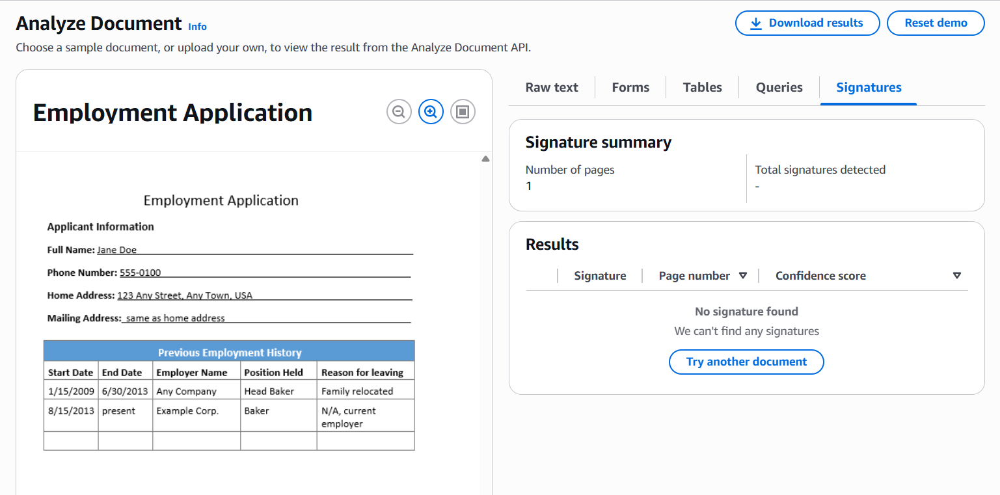 Analyze Document Info
Choose a sample document, or upload your own, to view the result from the Analyze Document API.
Download results
Reset demo
Employment Application
Employment Application
Applicant Information
Full Name: Jane Doe
Phone Number: 555-0100
Home Address: 123 Any Street, Any Town, USA
Mailing Address: same as home address
Previous Employment History
Start Date End Date Employer Name Position Held Reason for leaving
1/15/2009 6/30/2013 Any Company Head Baker Family relocated
8/15/2013 present Example Corp. Baker N/A, current
employer
Raw text Forms Tables Queries Signatures
Signature summary
Number of pages
1
Total signatures detected
-
Results
Signature Page number Confidence score
No signature found
We can't find any signatures
Try another document